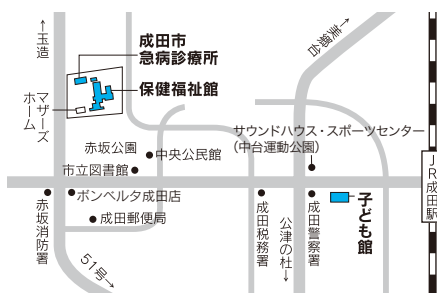 ↑玉造
成田市
急病診療所
保健福祉館
マザーズ
ホーム
↑美郷台
赤坂公園
中央公民館
市立図書館
サウンドハウス・スポーツセンター
（中台運動公園）
ＪＲ成田駅
ボンベルタ成田店
赤坂消防署
成田郵便局
成田税務署
公津の杜↓
成田警察署
子ども館
51号→